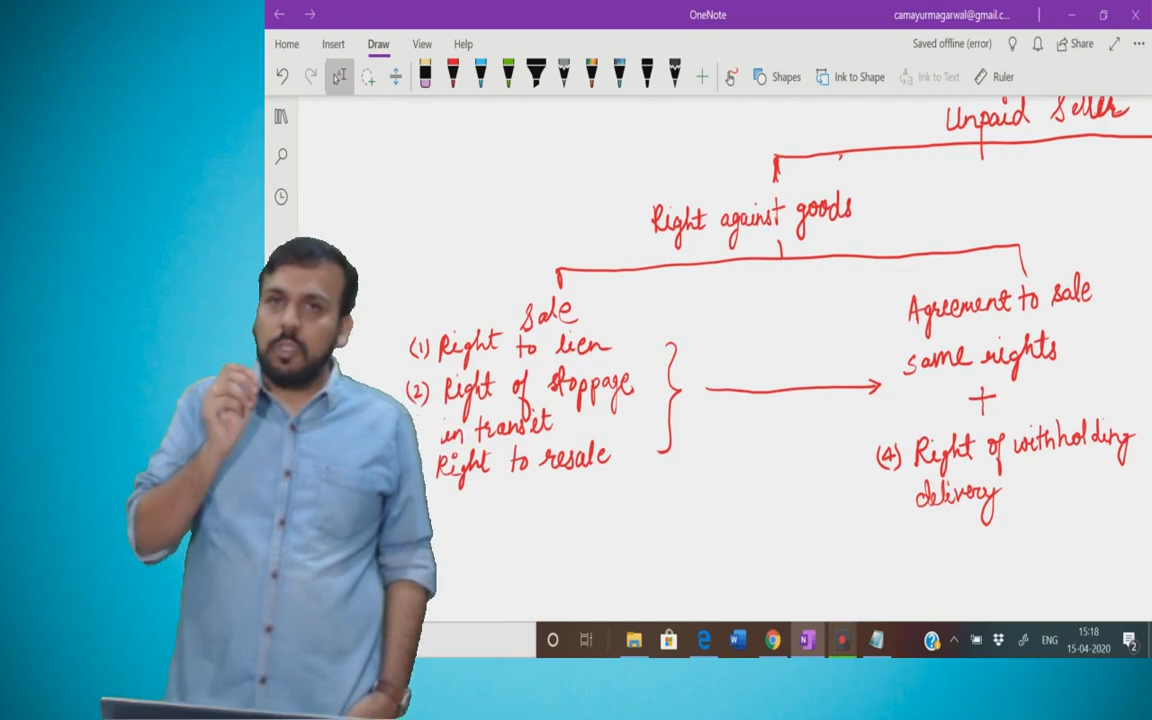 OneNote
camayurmagarwal@gmail.c...
Home Insert Draw View Help
Saved offline (error) Share
Shapes Ink to Shape Ink to Text Ruler
Unpaid Seller
Right against goods
Sale
(1) Right to lien
(2) Right of stoppage
in transit
Right to resale
Agreement to sale
same rights
+
(4) Right of withholding
delivery
ENG
15:18
15-04-2020
2